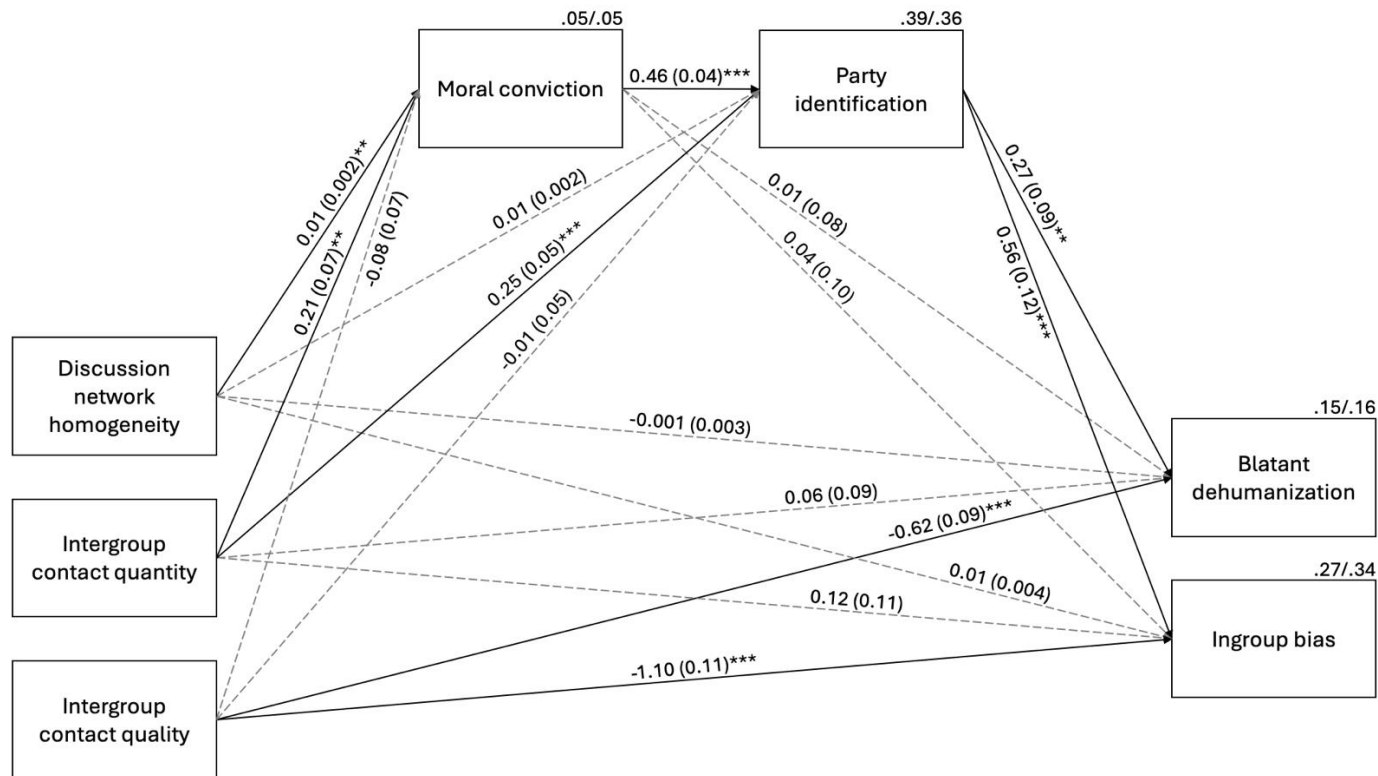 .05/.05
.39/.36
Moral conviction
0.46 (0.04)***
Party
identification
0.01 (0.002)**
0.21 (0.07)**
-0.08 (0.07)
0.01 (0.002)
0.25 (0.05)***
-0.01 (0.05)
0.01 (0.08)
0.04 (0.10)
0.27 (0.09)**
0.56 (0.12)***
Discussion
network
homogeneity
-0.001 (0.003)
.15/.16
Blatant
dehumanization
0.06 (0.09)
-0.62 (0.09)***
Intergroup
contact quantity
0.01 (0.004)
0.12 (0.11)
.27/.34
Ingroup bias
-1.10 (0.11)***
Intergroup
contact quality